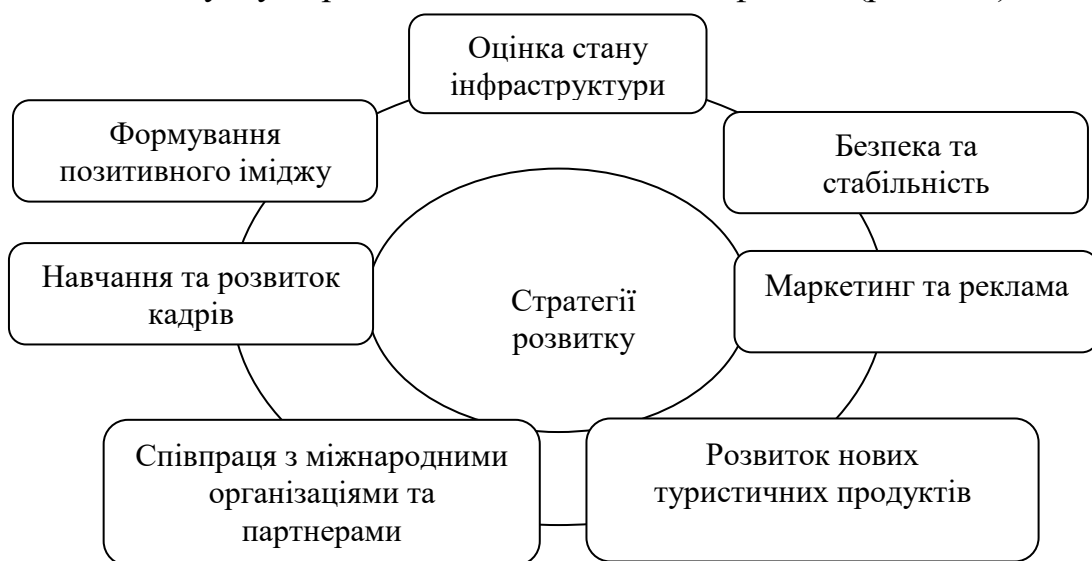 Оцінка стану
інфраструктури
Формування
позитивного іміджу
Безпека та
стабільність
Навчання та розвиток
кадрів
Стратегії
розвитку
Маркетинг та реклама
Співпраця з міжнародними
організаціями та
партнерами
Розвиток нових
туристичних продуктів